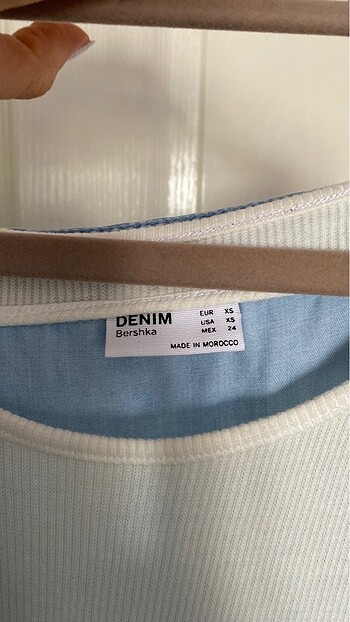 DENIM
Bershka
EUR XS
USA XS
MEX 24
MADE IN MOROCCO